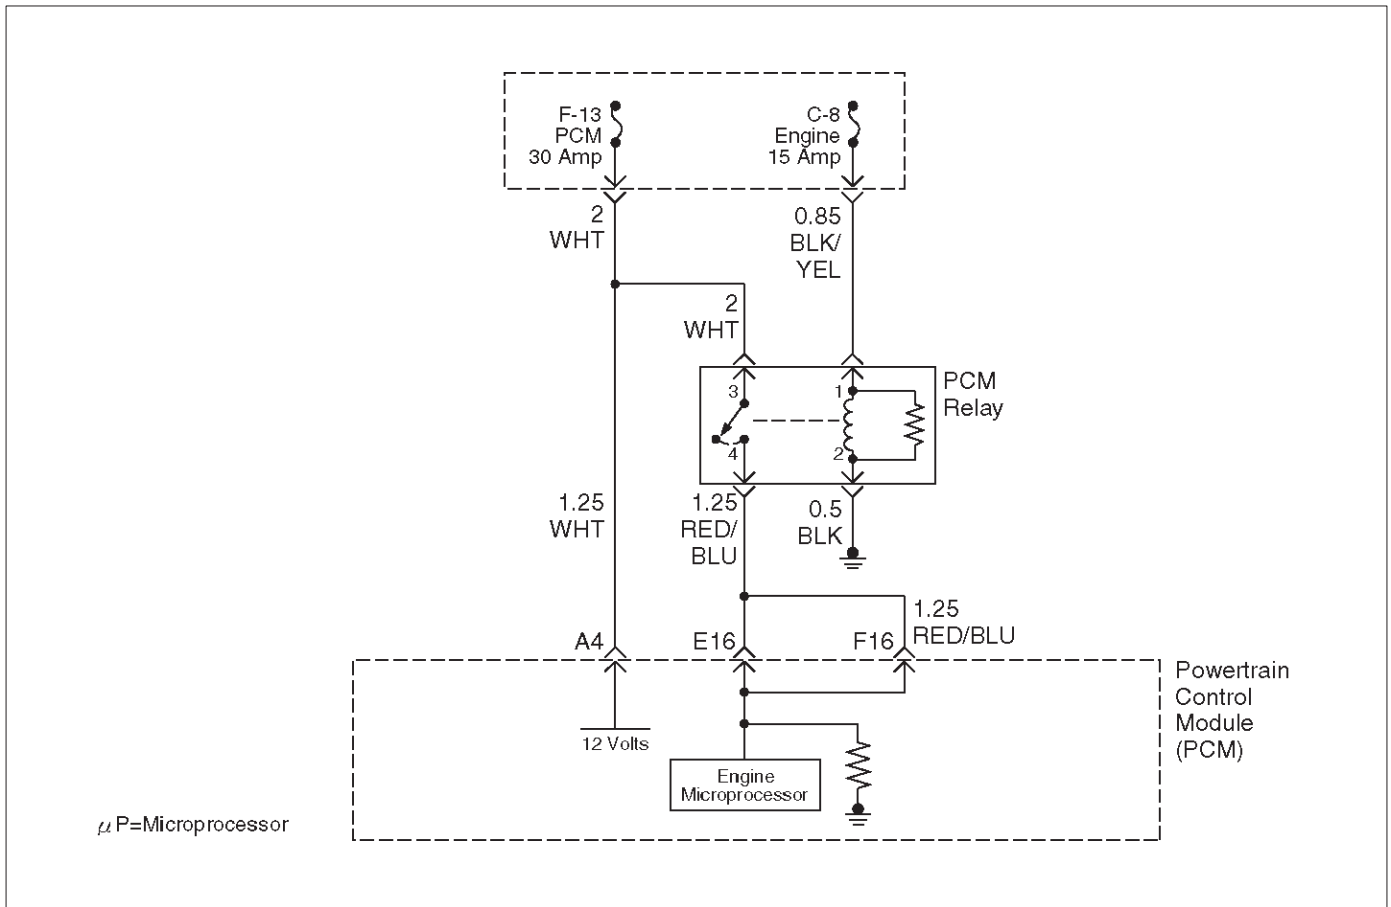 F-13
PCM
30 Amp
C-8
Engine
15 Amp
2
WHT
0.85
BLK/
YEL
2
WHT
PCM
Relay
3
1
4
2
1.25
WHT
1.25
RED/
BLU
0.5
BLK
1.25
RED/BLU
A4
E16
F16
Powertrain
Control
Module
(PCM)
12 Volts
Engine
Microprocessor
μP=Microprocessor